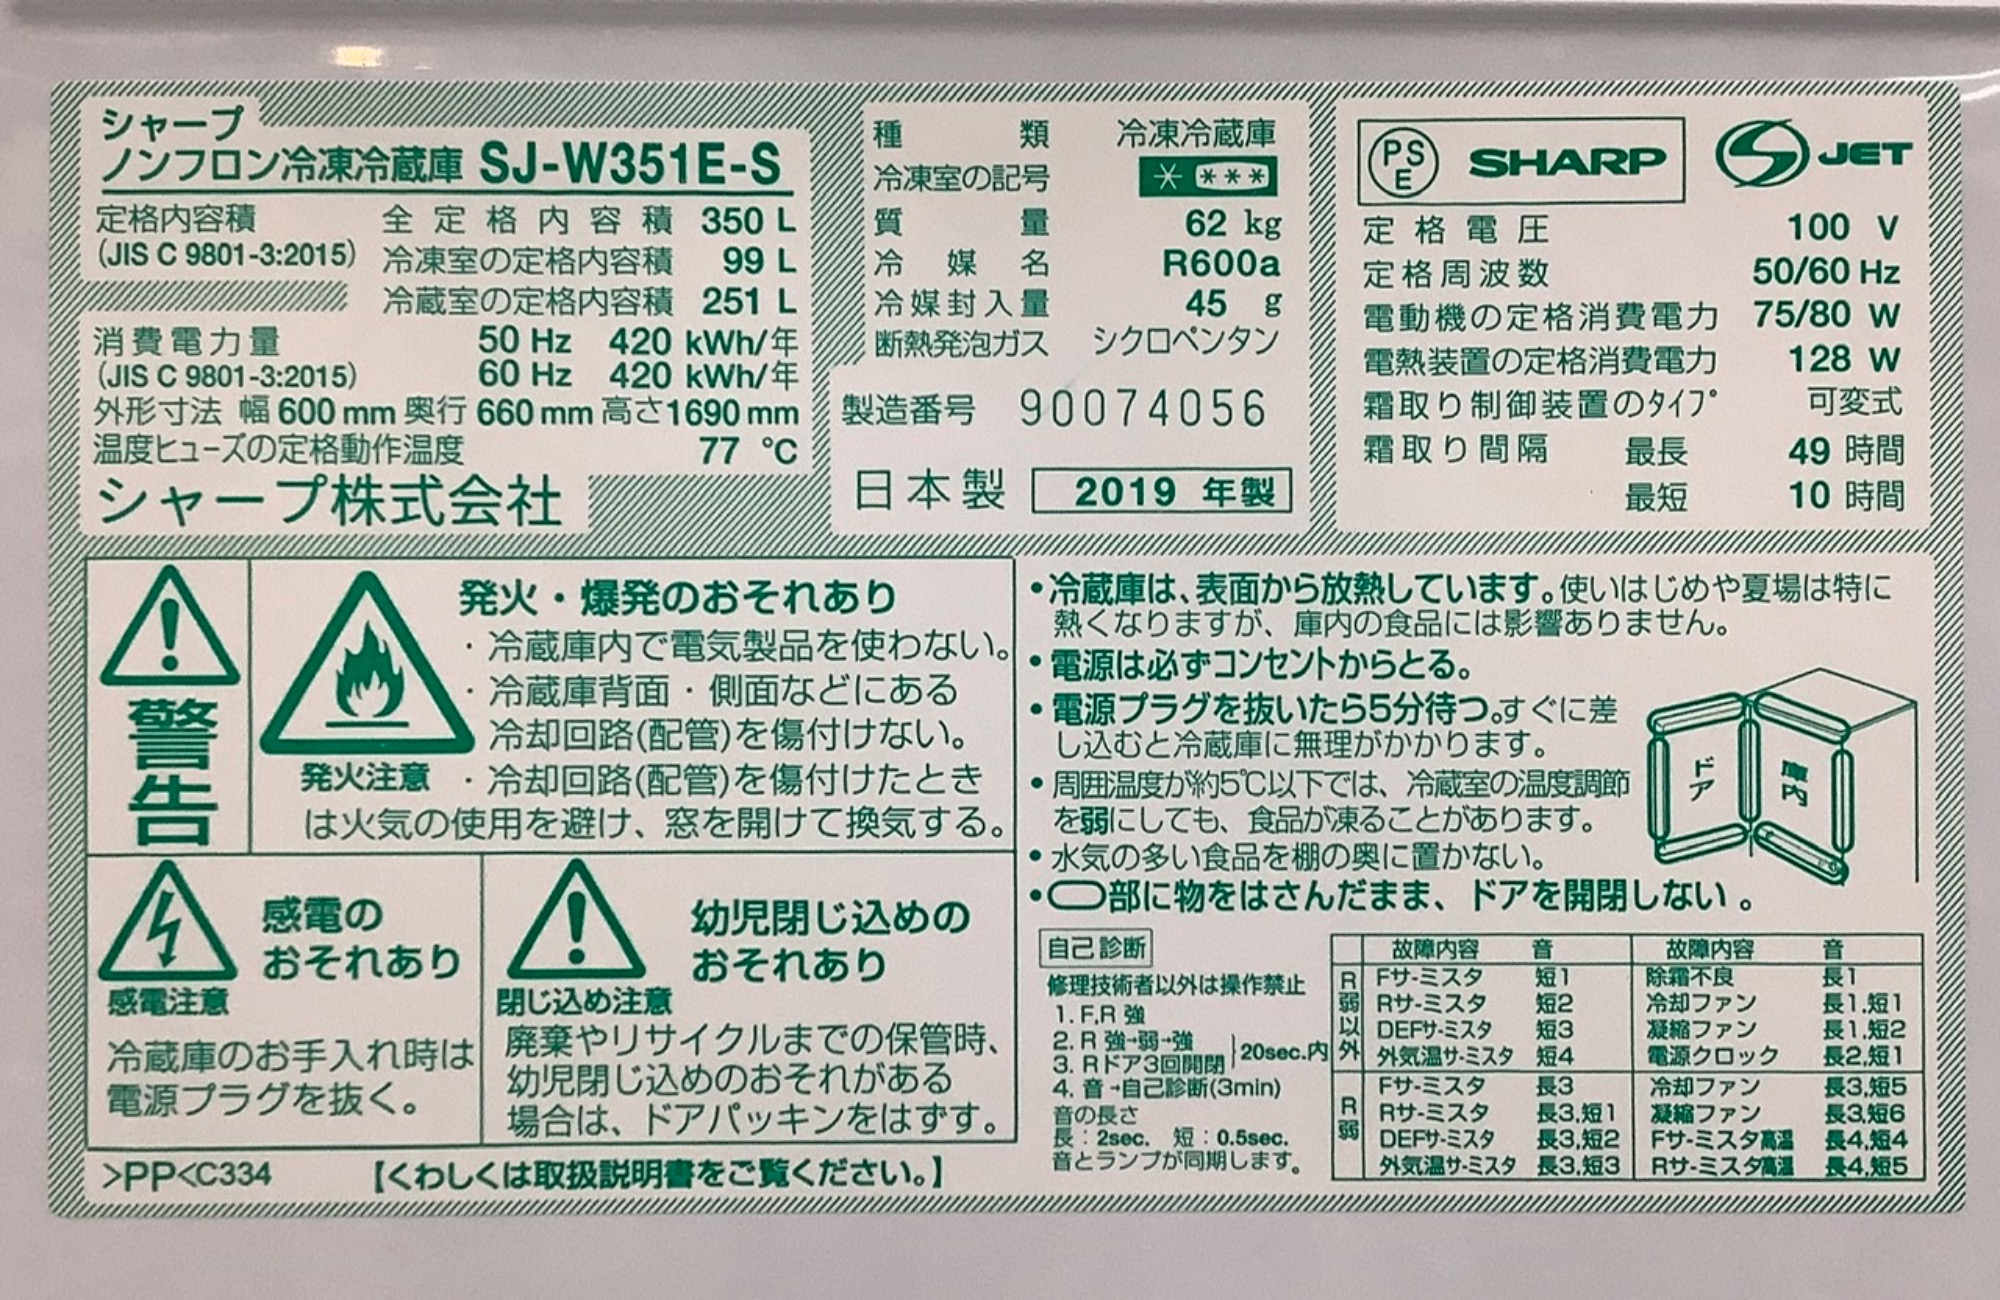 シャープ
ノンフロン冷凍冷蔵庫 SJ-W351E-S
定格内容積 全定格内容積 350 L
(JIS C 9801-3:2015) 冷凍室の定格内容積 99 L
冷蔵室の定格内容積 251 L
消費電力量 50 Hz 420 kWh/年
(JIS C 9801-3:2015) 60 Hz 420 kWh/年
外形寸法 幅 600 mm 奥行 660 mm 高さ 1690 mm
温度ヒューズの定格動作温度 77 ℃
シャープ株式会社
種類 冷凍冷蔵庫
冷凍室の記号 * ***
質量 62 kg
冷媒名 R600a
冷媒封入量 45 g
断熱発泡ガス シクロペンタン
製造番号 90074056
日本製 2019 年製
PSE SHARP JET
定格電圧 100 V
定格周波数 50/60 Hz
電動機の定格消費電力 75/80 W
電熱装置の定格消費電力 128 W
霜取り制御装置のタイプ 可変式
霜取り間隔 最長 49 時間
最短 10 時間
警告
発火注意
発火・爆発のおそれあり
・冷蔵庫内で電気製品を使わない。
・冷蔵庫背面・側面などにある
冷却回路(配管)を傷付けない。
・冷却回路(配管)を傷付けたとき
は火気の使用を避け、窓を開けて換気する。
感電注意
感電の
おそれあり
冷蔵庫のお手入れ時は
電源プラグを抜く。
閉じ込め注意
幼児閉じ込めの
おそれあり
廃棄やリサイクルまでの保管時、
幼児閉じ込めのおそれがある
場合は、ドアパッキンをはずす。
>PP<C334 【くわしくは取扱説明書をご覧ください。】
•冷蔵庫は、表面から放熱しています。使いはじめや夏場は特に
熱くなりますが、庫内の食品には影響ありません。
•電源は必ずコンセントからとる。
•電源プラグを抜いたら5分待つ。すぐに差
し込むと冷蔵庫に無理がかかります。
•周囲温度が約5℃以下では、冷蔵室の温度調節
を弱にしても、食品が凍ることがあります。
•水気の多い食品を棚の奥に置かない。
•部に物をはさんだまま、ドアを開閉しない。
ドア
庫内
自己診断
修理技術者以外は操作禁止
1. F,R 強
2. R 強→弱→強
3. Rドア3回開閉 20sec.内
4. 音→自己診断(3min)
音の長さ
長：2sec. 短：0.5sec.
音とランプが同期します。
故障内容 音 故障内容 音
R弱以外
Fサ-ミスタ 短1 除霜不良 長1
Rサ-ミスタ 短2 冷却ファン 長1,短1
DEFサ-ミスタ 短3 凝縮ファン 長1,短2
外気温サ-ミスタ 短4 電源クロック 長2,短1
R弱
Fサ-ミスタ 長3 冷却ファン 長3,短5
Rサ-ミスタ 長3,短1 凝縮ファン 長3,短6
DEFサ-ミスタ 長3,短2 Fサ-ミスタ高温 長4,短4
外気温サ-ミスタ 長3,短3 Rサ-ミスタ高温 長4,短5